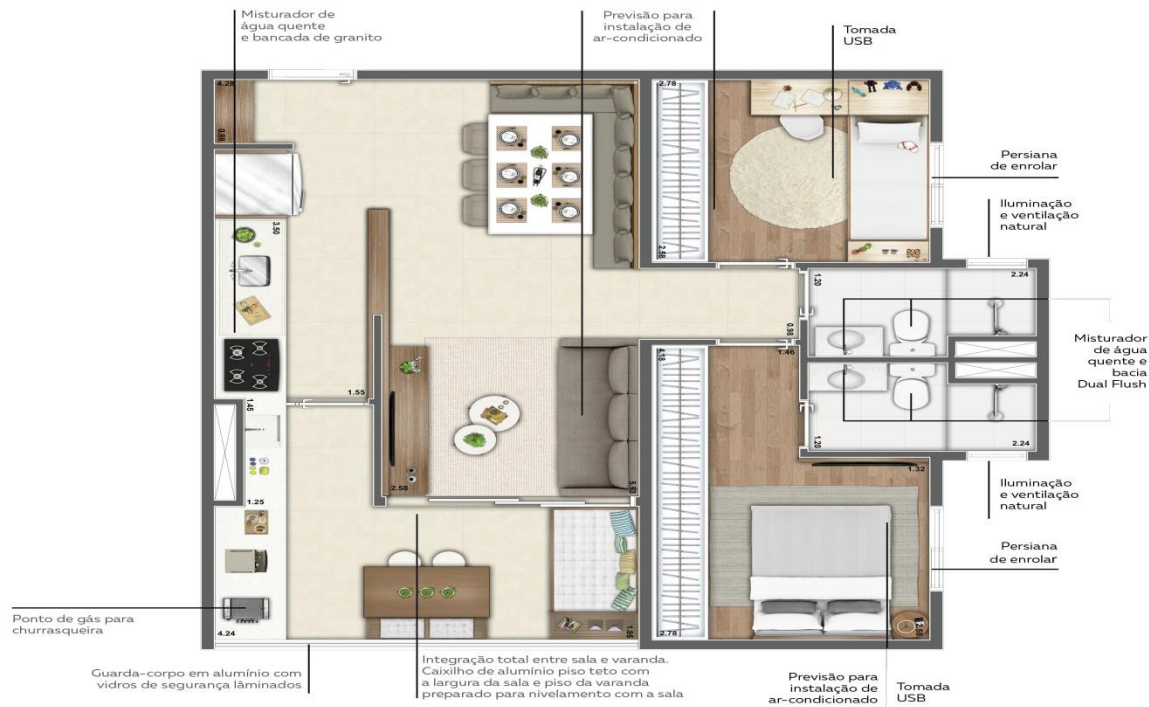 Misturador de
água quente
e bancada de granito
Previsão para
instalação de
ar-condicionado
Tomada
USB
Persiana
de enrolar
Iluminação
e ventilação
natural
Misturador
de água
quente e
bacia
Dual Flush
Iluminação
e ventilação
natural
Persiana
de enrolar
Ponto de gás para
churrasqueira
Guarda-corpo em alumínio com
vidros de segurança lâminados
Integração total entre sala e varanda.
Caixilho de alumínio piso teto com
a largura da sala e piso da varanda
preparado para nivelamento com a sala
Previsão para
instalação de
ar-condicionado
Tomada
USB
4.28
0.88
3.50
1.55
1.45
1.25
4.24
2.58
5.93
1.86
2.78
2.58
0.98
1.46
4.18
2.78
1.20
2.24
1.20
2.24
1.32